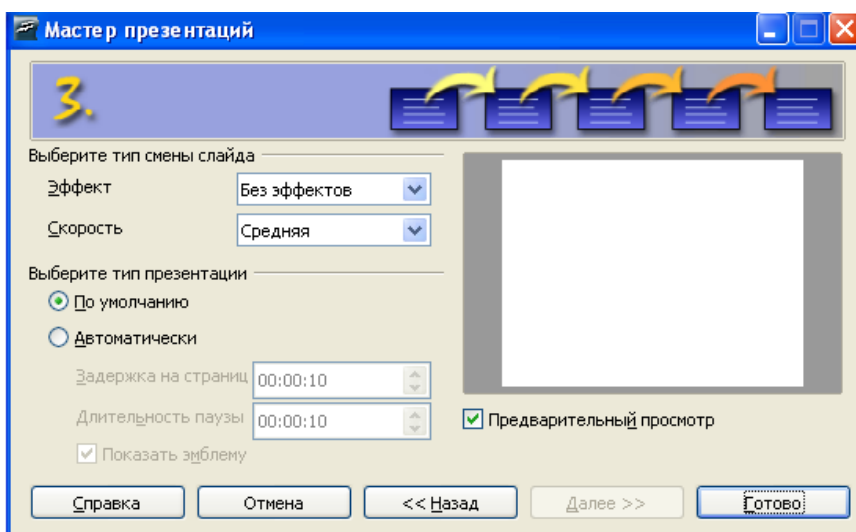 Мастер презентаций
3.
Выберите тип смены слайда
Эффект
Без эффектов
Скорость
Средняя
Выберите тип презентации
По умолчанию
Автоматически
Задержка на страниц
00:00:10
Длительность паузы
00:00:10
Показать эмблему
Предварительный просмотр
Справка
Отмена
<< Назад
Далее >>
Готово